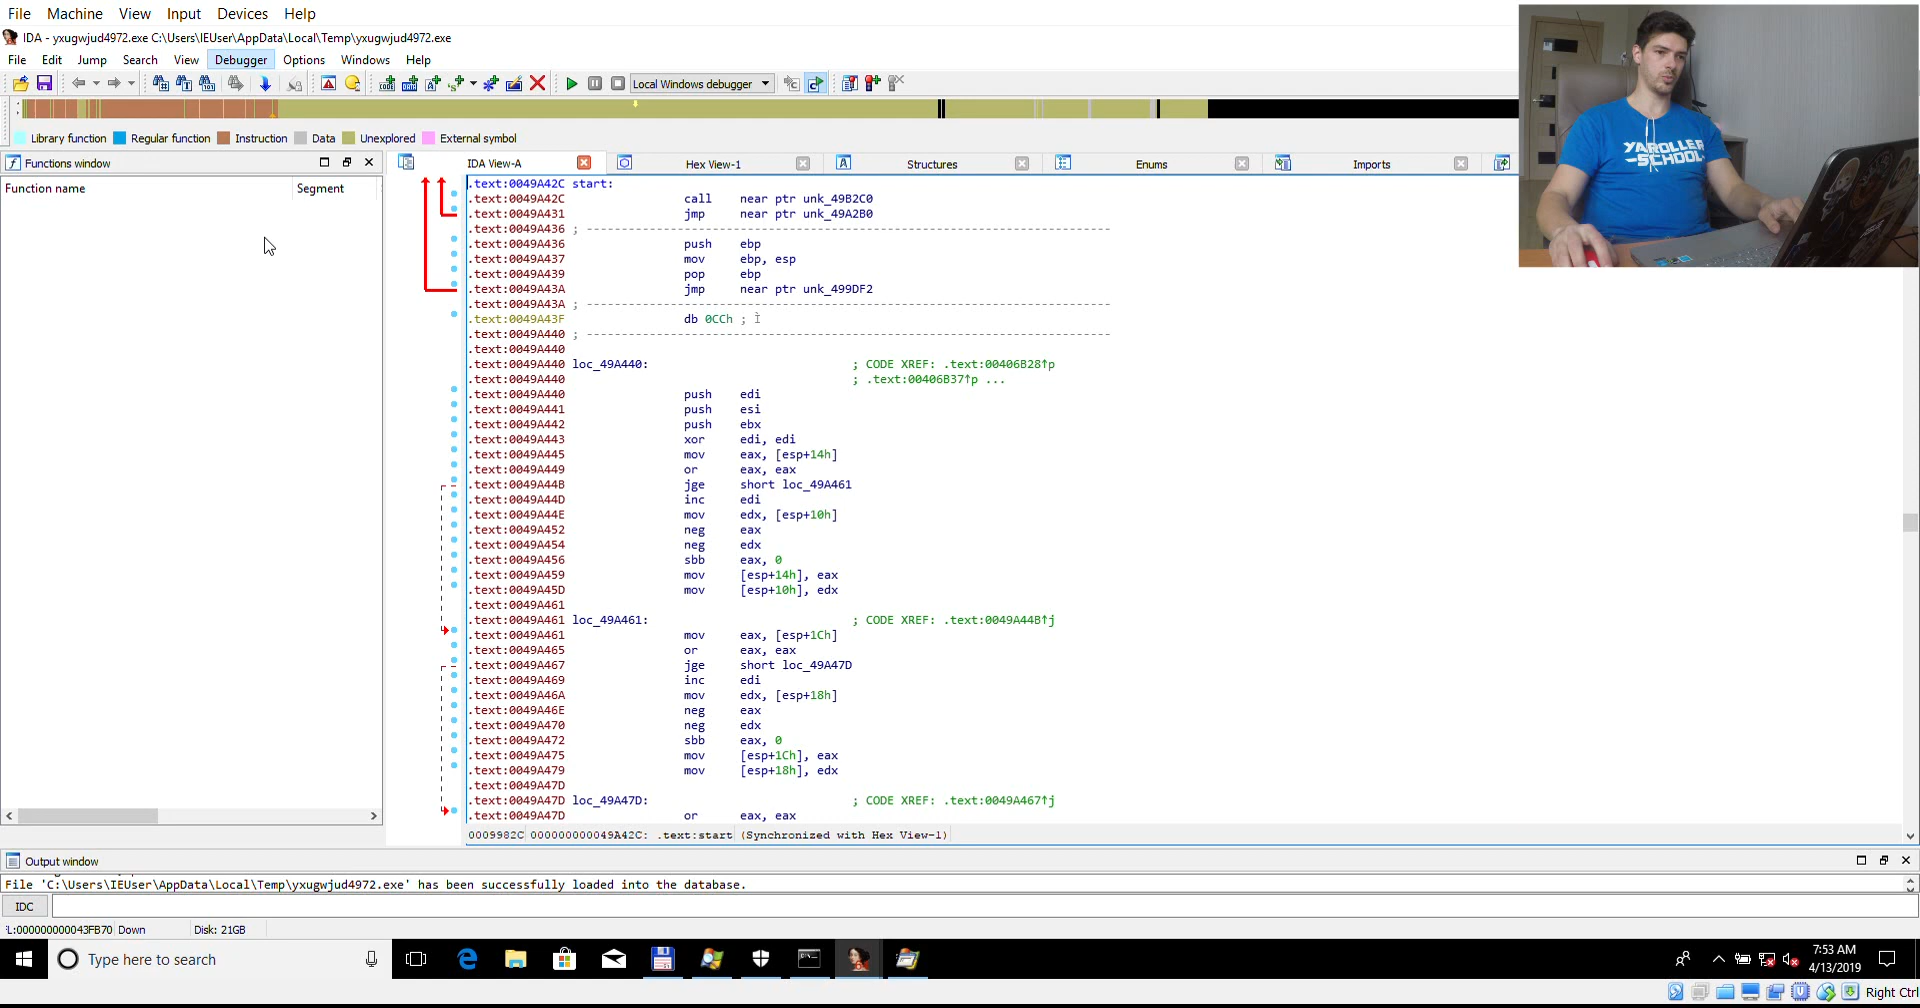 File Machine View Input Devices Help
IDA - yxugwjud4972.exe C:\Users\IEUser\AppData\Local\Temp\yxugwjud4972.exe
File Edit Jump Search View Debugger Options Windows Help
Local Windows debugger
Library function Regular function Instruction Data Unexplored External symbol
Functions window
Function name Segment
IDA View-A Hex View-1 Structures Enums Imports
YAROLLER
SCHOOL
.text:0049A42C start:
.text:0049A42C call near ptr unk_49B2C0
.text:0049A431 jmp near ptr unk_49A2B0
.text:0049A436 ; ---------------------------------------------------------------------------
.text:0049A436 push ebp
.text:0049A437 mov ebp, esp
.text:0049A439 pop ebp
.text:0049A43A jmp near ptr unk_499DF2
.text:0049A43A ; ---------------------------------------------------------------------------
.text:0049A43F db 0CCh ; Ì
.text:0049A440 ; ---------------------------------------------------------------------------
.text:0049A440
.text:0049A440 loc_49A440: ; CODE XREF: .text:00406B28↑p
.text:0049A440 ; .text:00406B37↑p ...
.text:0049A440 push edi
.text:0049A441 push esi
.text:0049A442 push ebx
.text:0049A443 xor edi, edi
.text:0049A445 mov eax, [esp+14h]
.text:0049A449 or eax, eax
.text:0049A44B jge short loc_49A461
.text:0049A44D inc edi
.text:0049A44E mov edx, [esp+10h]
.text:0049A452 neg eax
.text:0049A454 neg edx
.text:0049A456 sbb eax, 0
.text:0049A459 mov [esp+14h], eax
.text:0049A45D mov [esp+10h], edx
.text:0049A461
.text:0049A461 loc_49A461: ; CODE XREF: .text:0049A44B↑j
.text:0049A461 mov eax, [esp+1Ch]
.text:0049A465 or eax, eax
.text:0049A467 jge short loc_49A47D
.text:0049A469 inc edi
.text:0049A46A mov edx, [esp+18h]
.text:0049A46E neg eax
.text:0049A470 neg edx
.text:0049A472 sbb eax, 0
.text:0049A475 mov [esp+1Ch], eax
.text:0049A479 mov [esp+18h], edx
.text:0049A47D
.text:0049A47D loc_49A47D: ; CODE XREF: .text:0049A467↑j
.text:0049A47D or eax, eax
0009982C 000000000049A42C: .text:start (Synchronized with Hex View-1)
Output window
File 'C:\Users\IEUser\AppData\Local\Temp\yxugwjud4972.exe' has been successfully loaded into the database.
IDC
:L:000000000043FB70 Down Disk: 21GB
Type here to search
7:53 AM
4/13/2019
Right Ctrl